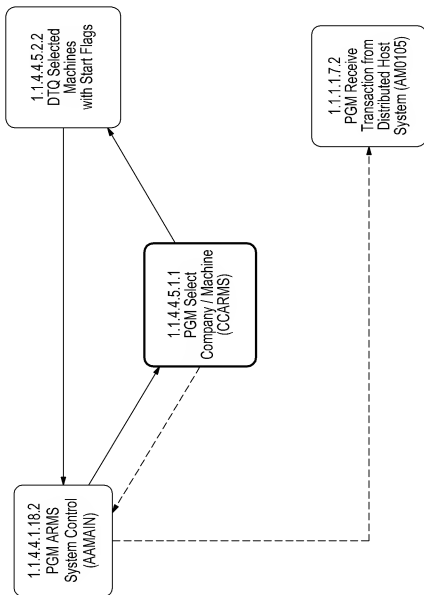 1.1.4.4.5.2.2
DTQ Selected
Machines
with Start Flags
1.1.1.1.7.2
PGM Receive
Transaction from
Distributed Host
System (AM0105)
1.1.4.4.5.1.1
PGM Select
Company / Machine
(CCARMS)
1.1.4.4.1.18.2
PGM ARMS
System Control
(AAMAIN)